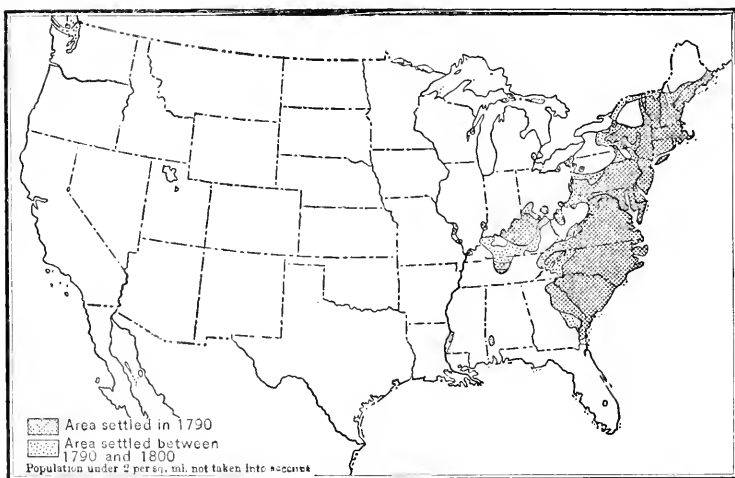 Area settled in 1790
Area settled between
1790 and 1800
Population under 2 per sq. mi. not taken into account